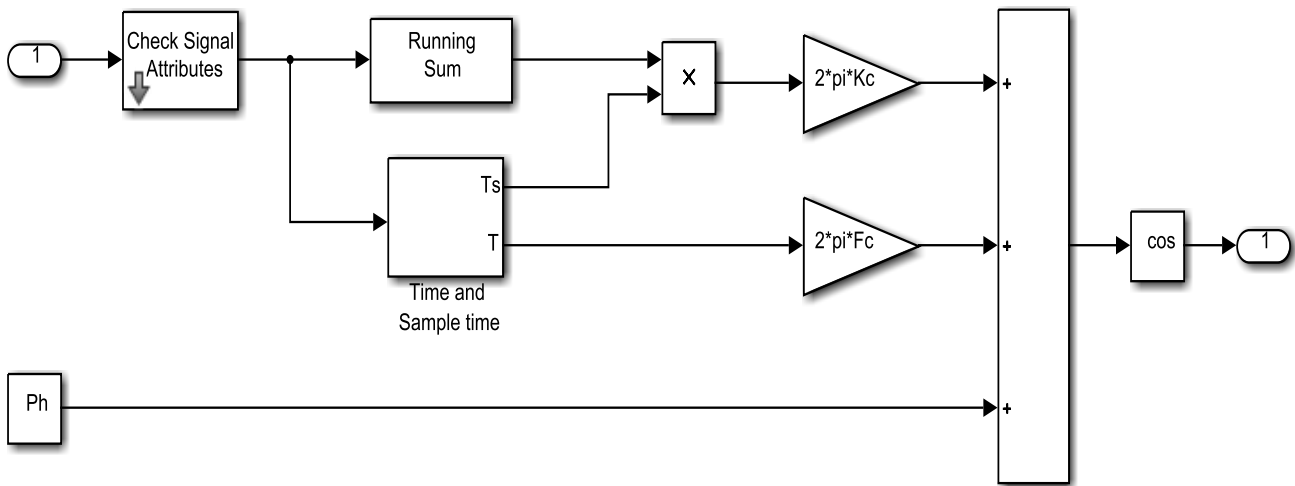 1
Check Signal
Attributes
Running
Sum
X
2*pi*Kc
+
Ts
T
Time and
Sample time
2*pi*Fc
+
cos
1
Ph
+